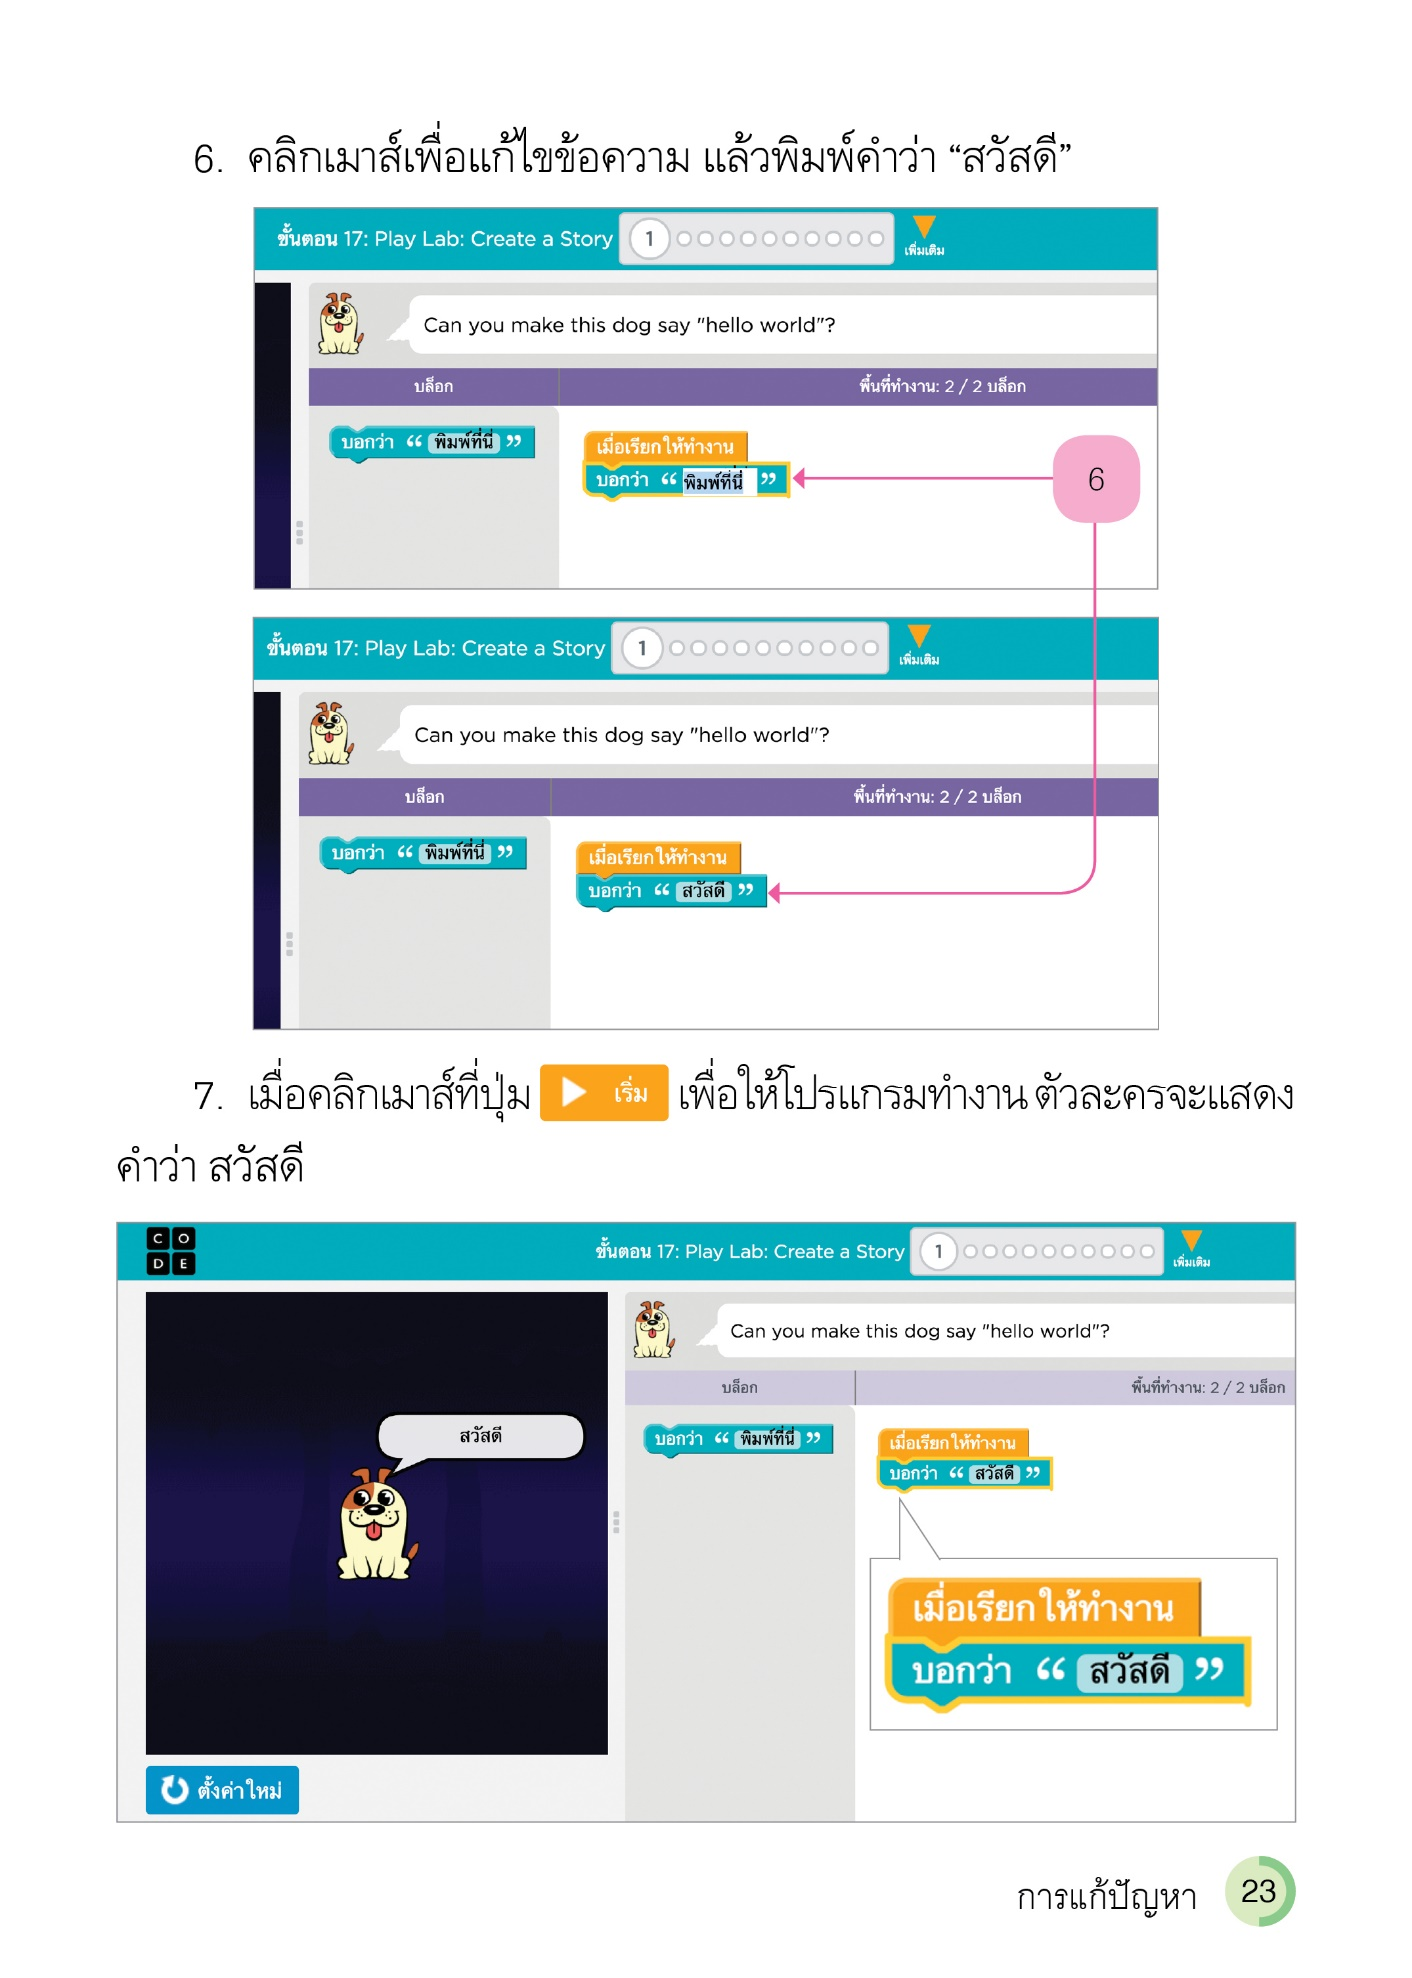 6. คลิกเมาส์เพื่อแก้ไขข้อความ แล้วพิมพ์คำว่า “สวัสดี”
ขั้นตอน 17: Play Lab: Create a Story 1 เพิ่มเติม
Can you make this dog say "hello world"?
บล็อก พื้นที่ทำงาน: 2 / 2 บล็อก
บอกว่า “ พิมพ์ที่นี่ ” เมื่อเรียกให้ทำงาน
บอกว่า “ พิมพ์ที่นี่ ” 6
ขั้นตอน 17: Play Lab: Create a Story 1 เพิ่มเติม
Can you make this dog say "hello world"?
บล็อก พื้นที่ทำงาน: 2 / 2 บล็อก
บอกว่า “ พิมพ์ที่นี่ ” เมื่อเรียกให้ทำงาน
บอกว่า “ สวัสดี ”
7. เมื่อคลิกเมาส์ที่ปุ่ม เริ่ม เพื่อให้โปรแกรมทำงาน ตัวละครจะแสดง
คำว่า สวัสดี
CODE ขั้นตอน 17: Play Lab: Create a Story 1 เพิ่มเติม
Can you make this dog say "hello world"?
บล็อก พื้นที่ทำงาน: 2 / 2 บล็อก
สวัสดี
บอกว่า “ พิมพ์ที่นี่ ” เมื่อเรียกให้ทำงาน
บอกว่า “ สวัสดี ”
เมื่อเรียกให้ทำงาน
บอกว่า “ สวัสดี ”
ตั้งค่าใหม่
การแก้ปัญหา 23